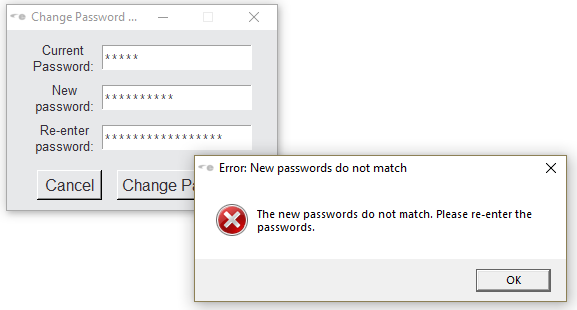 Change Password ...
Current
Password:
*****
New
password:
**********
Re-enter
password:
*****************
Cancel
Change Pa
Error: New passwords do not match
The new passwords do not match. Please re-enter the
passwords.
OK